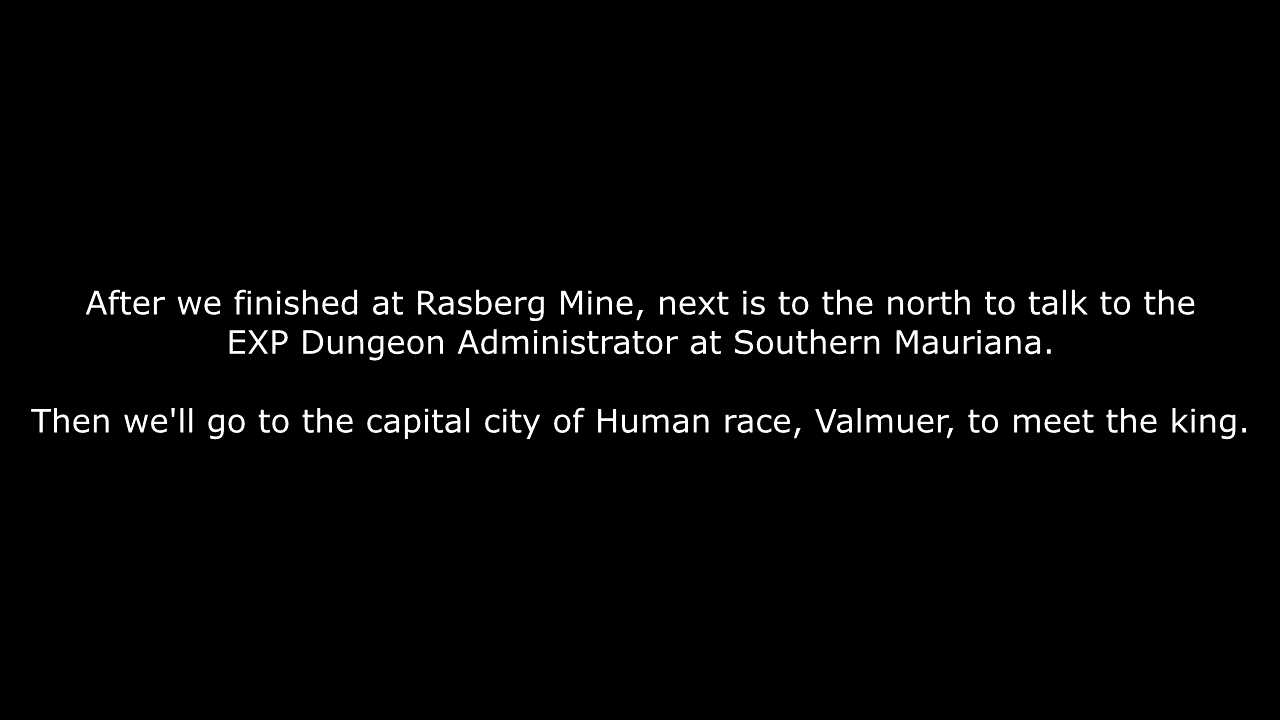 After we finished at Rasberg Mine, next is to the north to talk to the
EXP Dungeon Administrator at Southern Mauriana.
Then we'll go to the capital city of Human race, Valmuer, to meet the king.